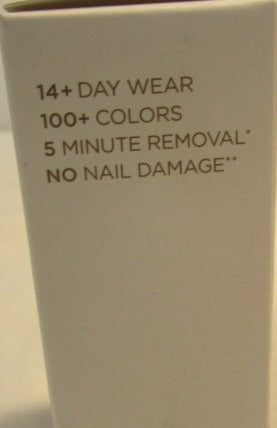 14+ DAY WEAR
100+ COLORS
5 MINUTE REMOVAL*
NO NAIL DAMAGE**